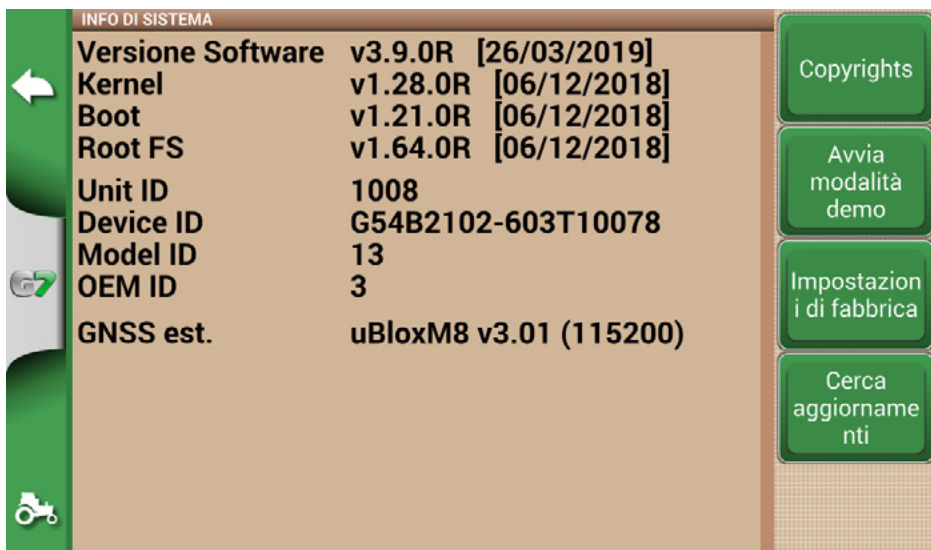 INFO DI SISTEMA
Versione Software v3.9.0R [26/03/2019]
Kernel v1.28.0R [06/12/2018]
Boot v1.21.0R [06/12/2018]
Root FS v1.64.0R [06/12/2018]
Unit ID 1008
Device ID G54B2102-603T10078
Model ID 13
OEM ID 3
GNSS est. uBloxM8 v3.01 (115200)
G7
Copyrights
Avvia
modalità
demo
Impostazion
i di fabbrica
Cerca
aggiorname
nti